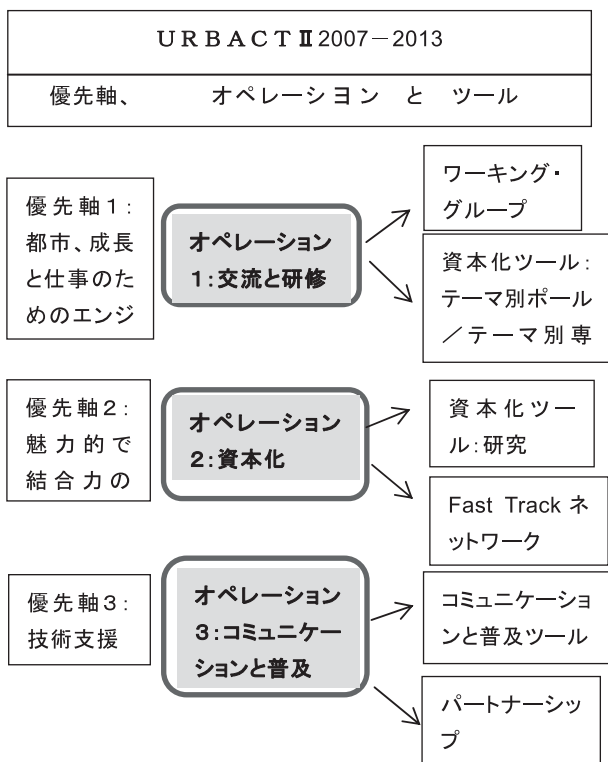 URBACTⅡ2007－2013
優先軸、 オペレーション と ツール
優先軸1:
都市、成長
と仕事のた
めのエンジ
オペレーション
1:交流と研修
ワーキング・
グループ
資本化ツール:
テーマ別ポール
／テーマ別専
優先軸2:
魅力的で
結合力の
オペレーション
2:資本化
資本化ツー
ル:研究
Fast Track ネ
ットワーク
優先軸3:
技術支援
オペレーション
3:コミュニケー
ションと普及
コミュニケーショ
ンと普及ツール
パートナーシッ
プ